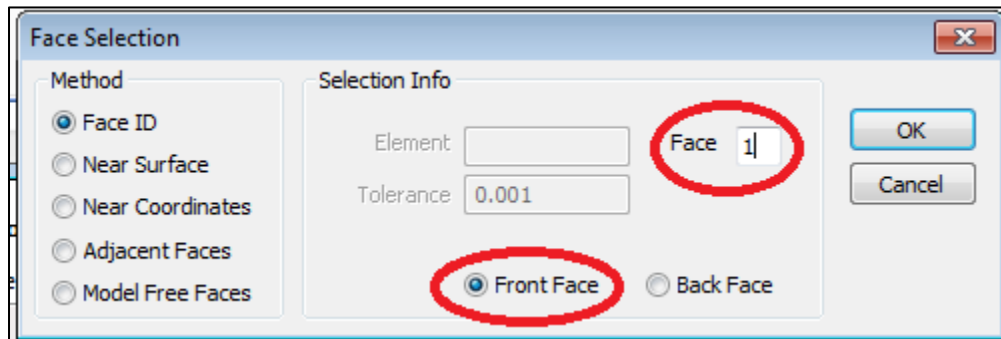 Face Selection
Method
Face ID
Near Surface
Near Coordinates
Adjacent Faces
Model Free Faces
Selection Info
Element
Face 1
Tolerance 0.001
Front Face
Back Face
OK
Cancel